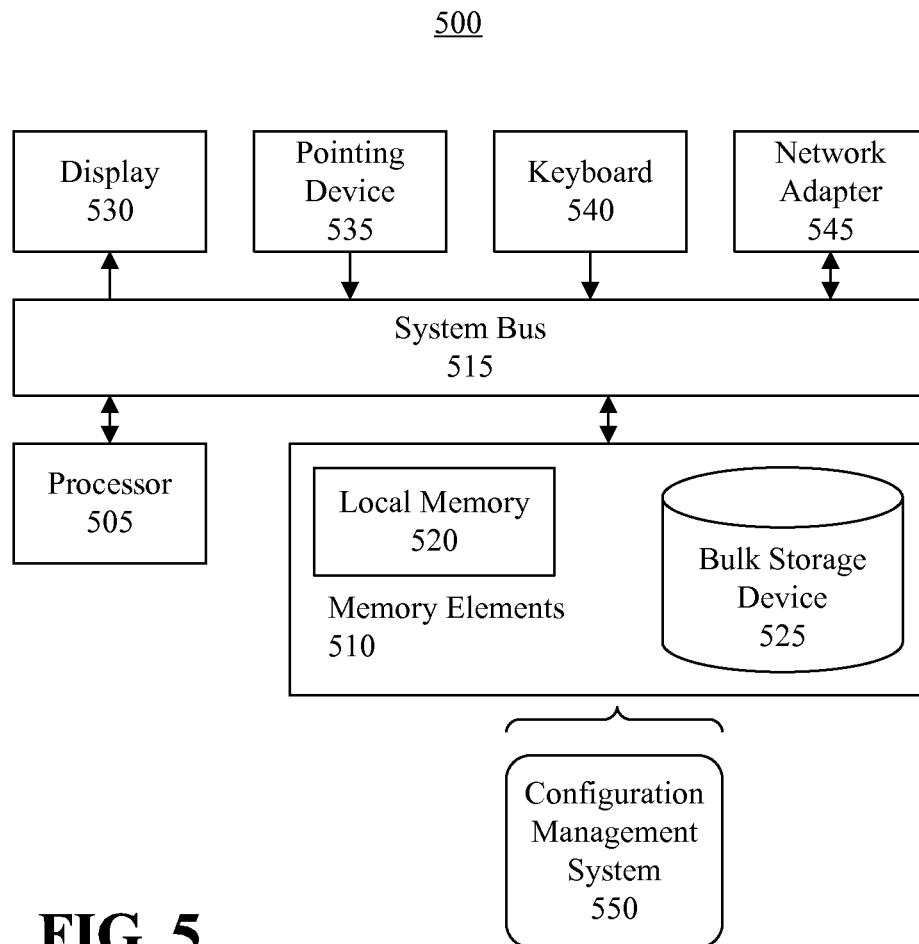 500
Display
530
Pointing
Device
535
Keyboard
540
Network
Adapter
545
System Bus
515
Processor
505
Local Memory
520
Memory Elements
510
Bulk Storage
Device
525
Configuration
Management
System
550
FIG. 5